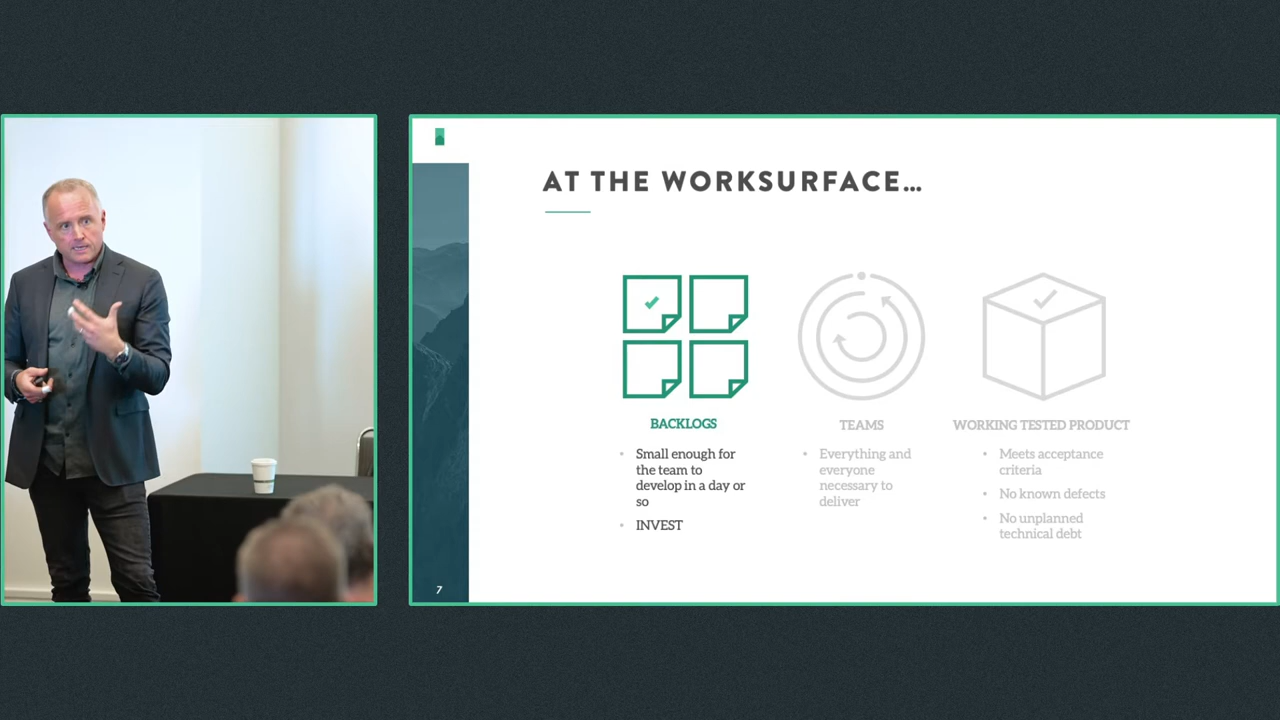 AT THE WORKSURFACE…
BACKLOGS
• Small enough for
the team to
develop in a day or
so
• INVEST
TEAMS
• Everything and
everyone
necessary to
deliver
WORKING TESTED PRODUCT
• Meets acceptance
criteria
• No known defects
• No unplanned
technical debt
7